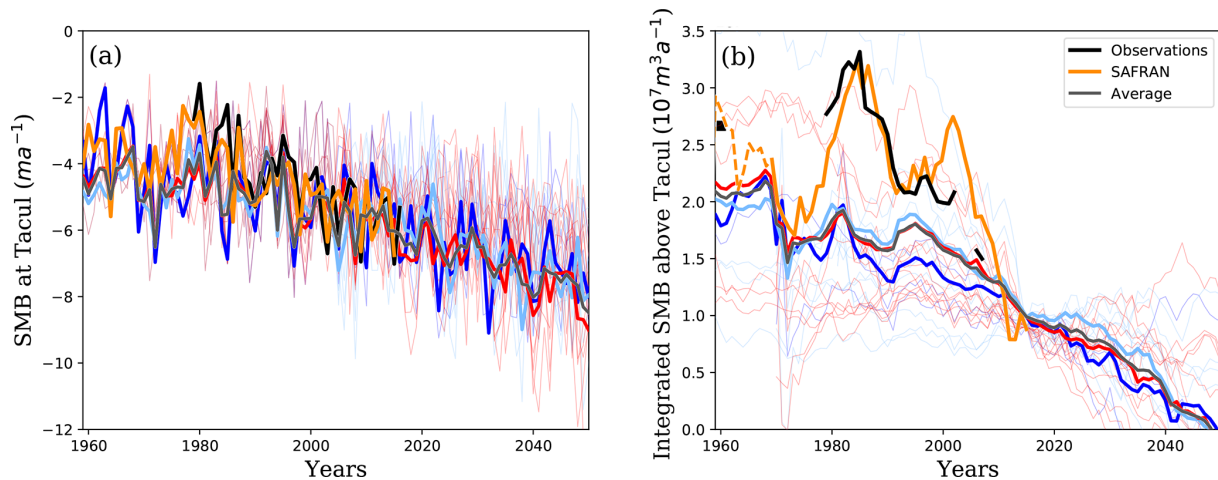 (a)
SMB at Tacul (ma⁻¹)
0
−2
−4
−6
−8
−10
−12
1960 1980 2000 2020 2040
Years
(b)
Integrated SMB above Tacul (10⁷m³a⁻¹)
3.5
3.0
2.5
2.0
1.5
1.0
0.5
0.0
1960 1980 2000 2020 2040
Years
Observations
SAFRAN
Average